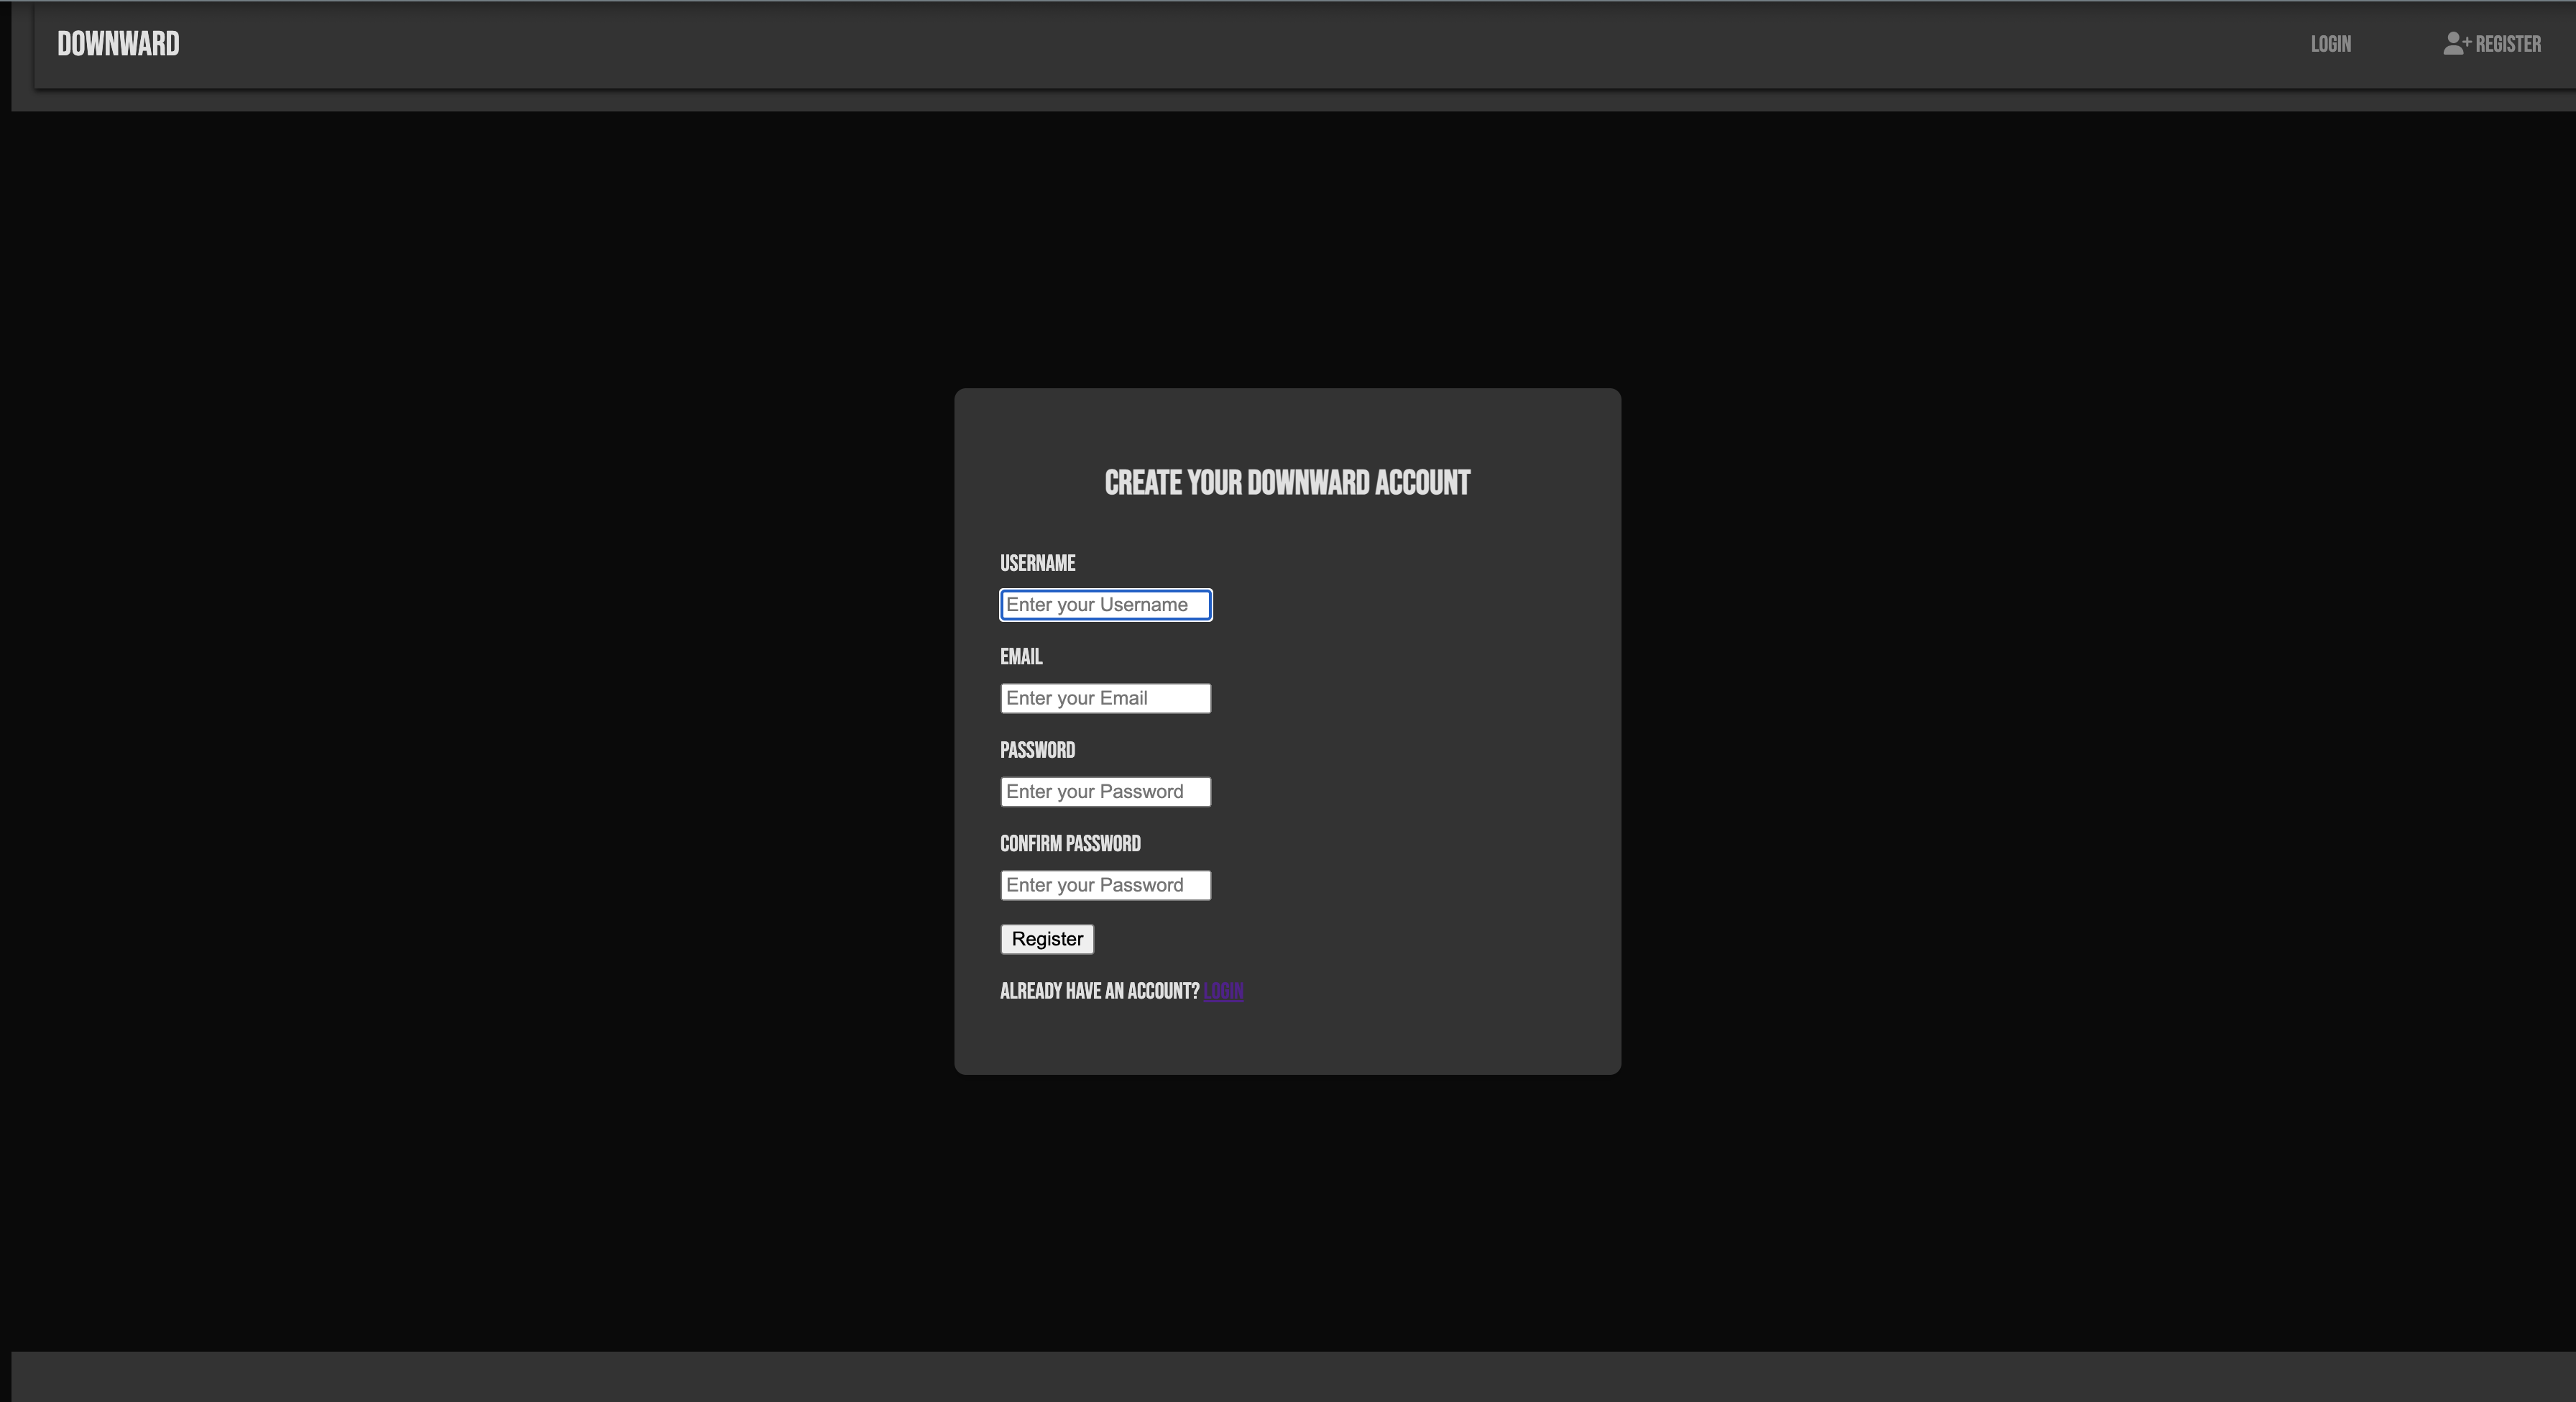 DOWNWARD
LOGIN
REGISTER
CREATE YOUR DOWNWARD ACCOUNT
USERNAME
Enter your Username
EMAIL
Enter your Email
PASSWORD
Enter your Password
CONFIRM PASSWORD
Enter your Password
Register
ALREADY HAVE AN ACCOUNT? LOGIN